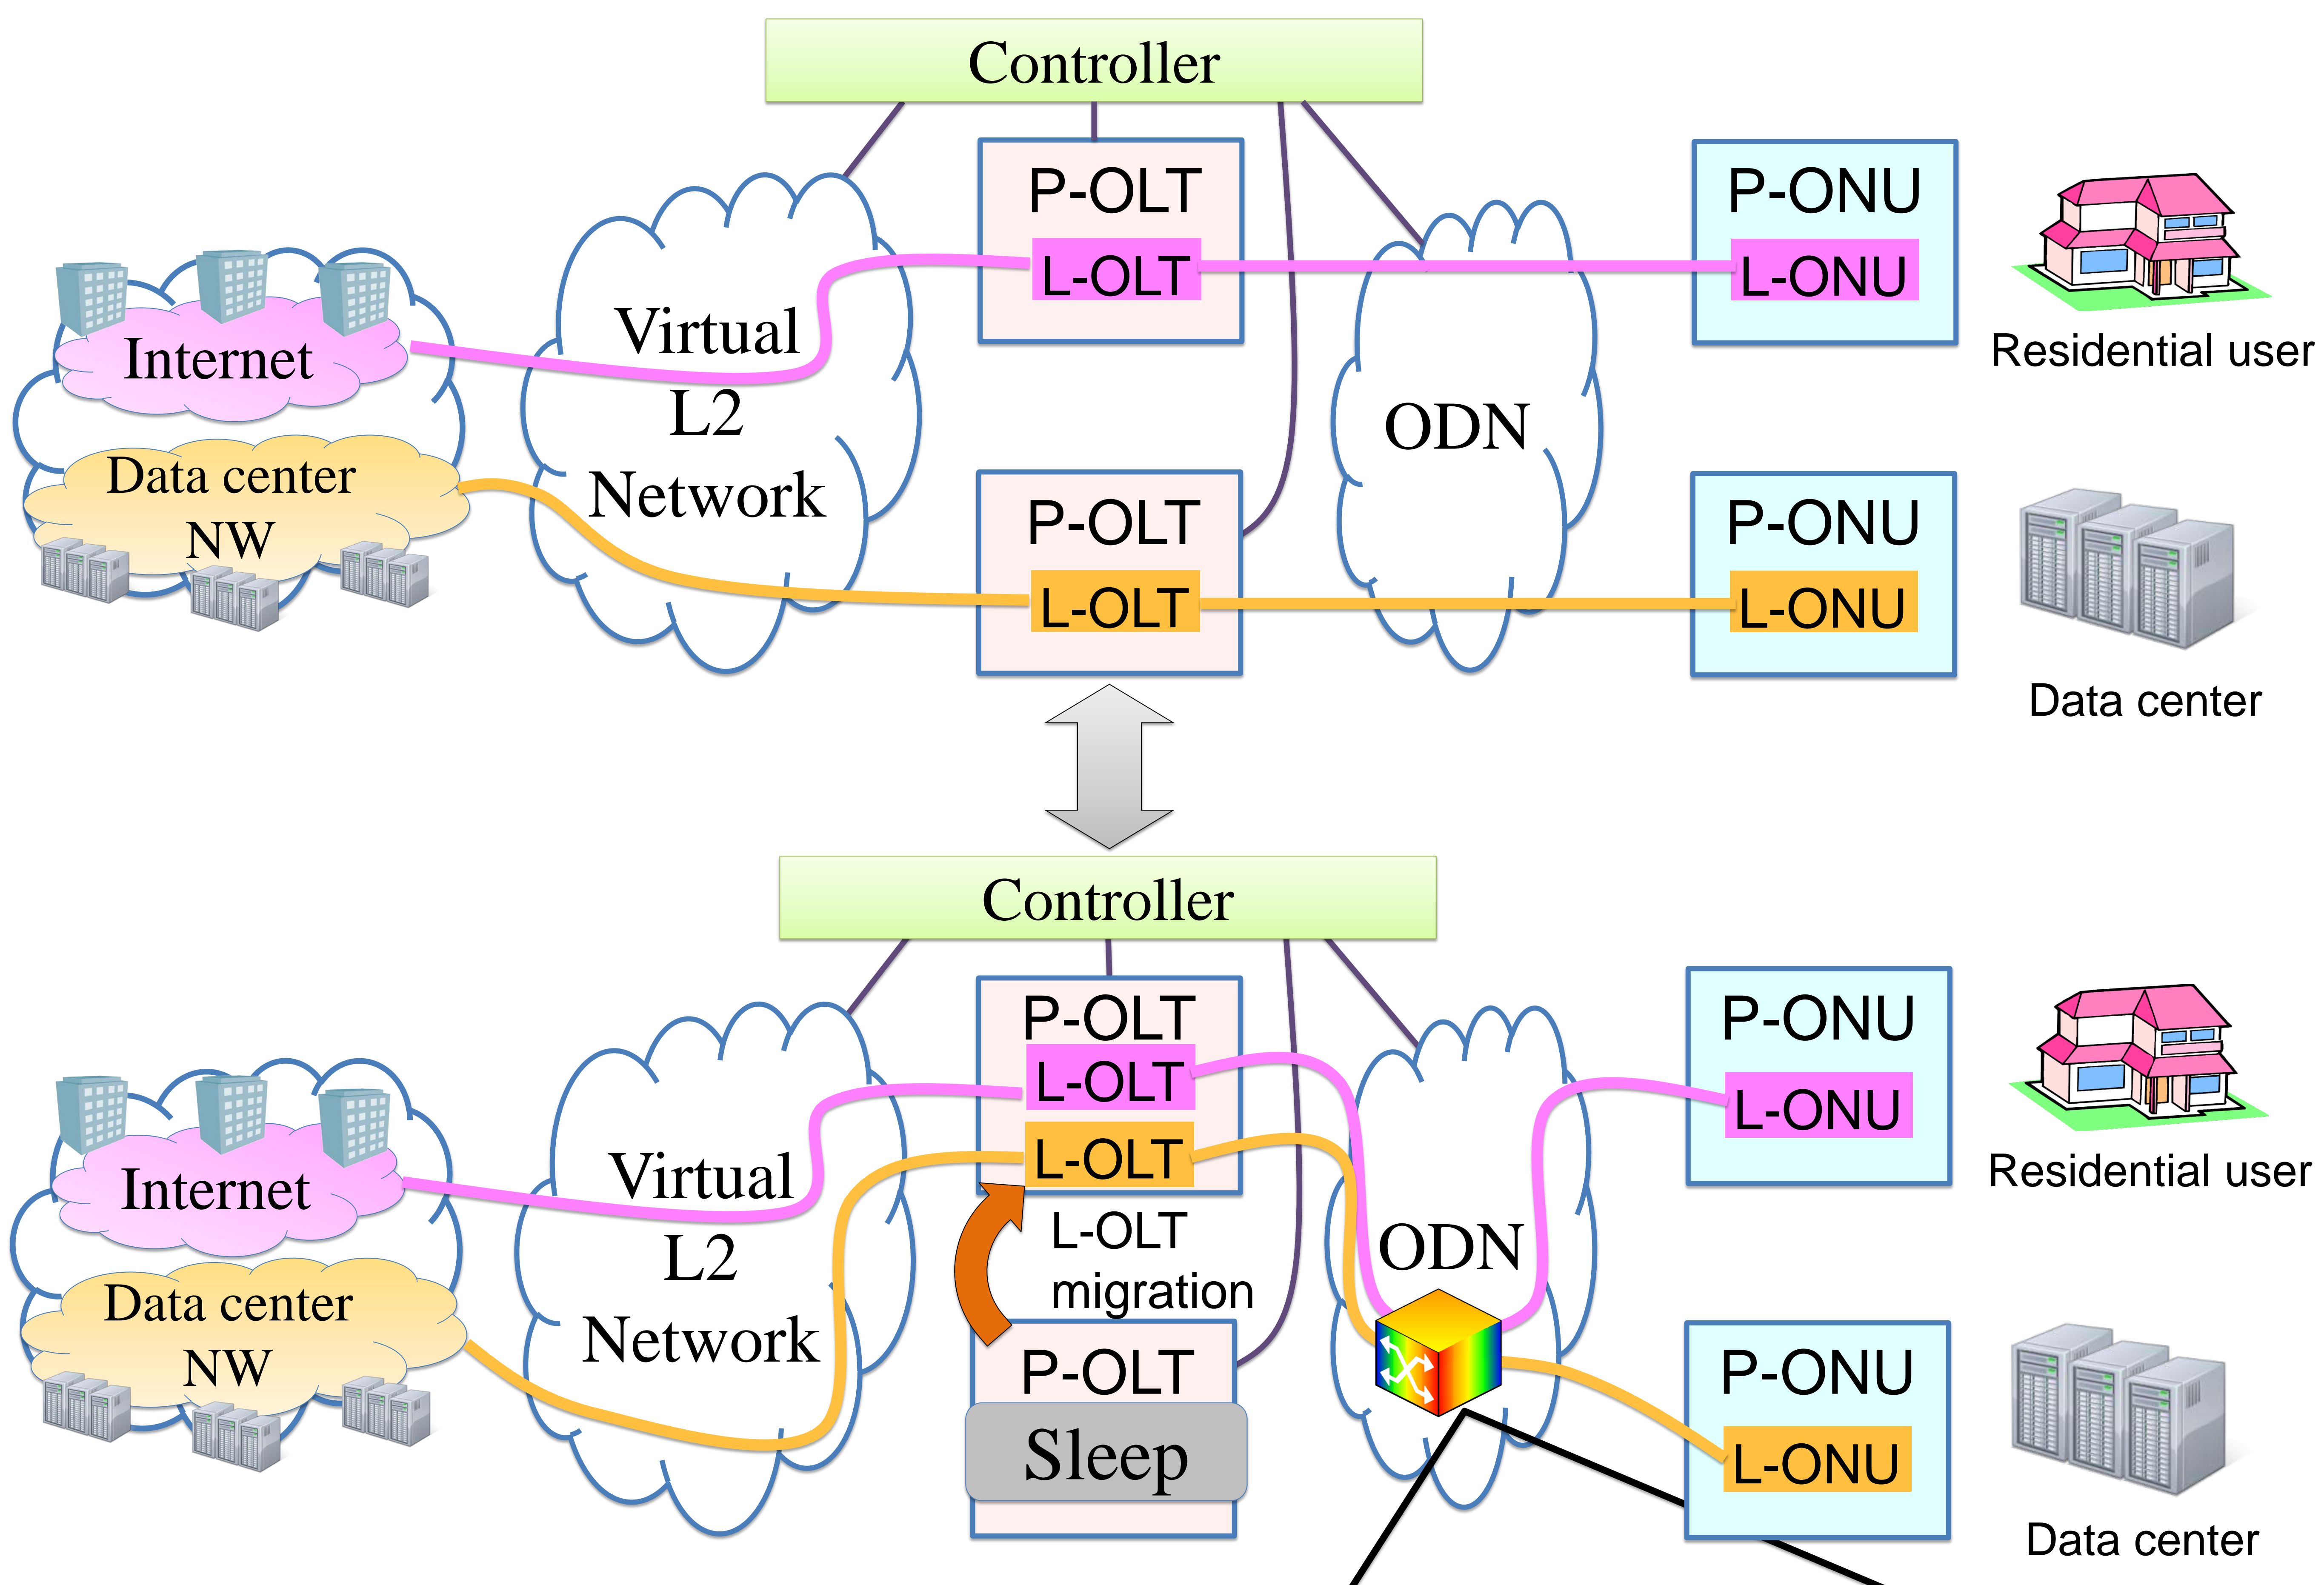 Controller
P-OLT
L-OLT
P-ONU
L-ONU
Residential user
Internet
Virtual
L2
Network
ODN
Data center
NW
P-OLT
L-OLT
P-ONU
L-ONU
Data center
Controller
P-OLT
L-OLT
L-OLT
P-ONU
L-ONU
Residential user
Internet
Virtual
L2
Network
L-OLT
migration
ODN
Data center
NW
P-OLT
Sleep
P-ONU
L-ONU
Data center